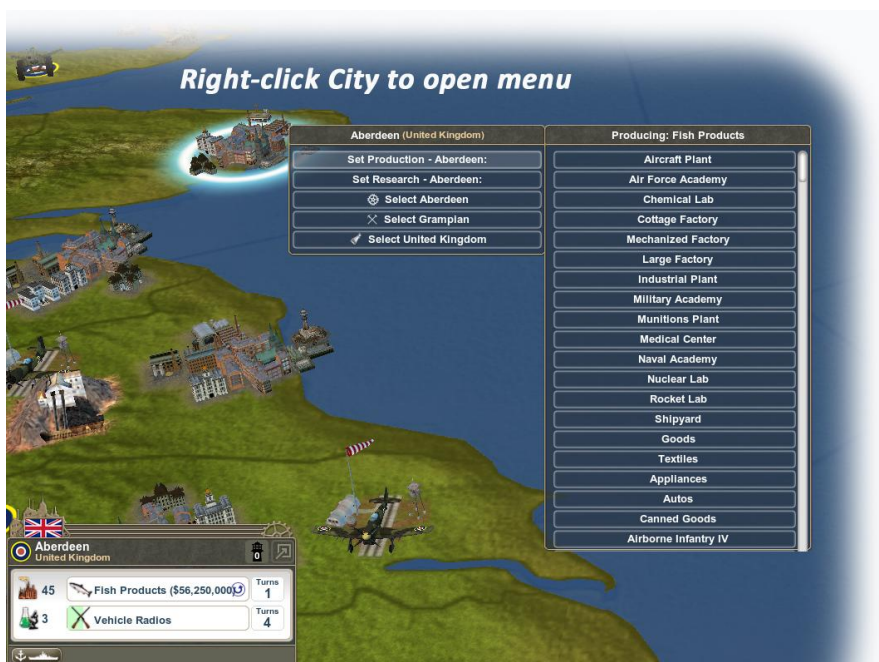 Right-click City to open menu
Aberdeen (United Kingdom)
Set Production - Aberdeen:
Set Research - Aberdeen:
Select Aberdeen
Select Grampian
Select United Kingdom
Producing: Fish Products
Aircraft Plant
Air Force Academy
Chemical Lab
Cottage Factory
Mechanized Factory
Large Factory
Industrial Plant
Military Academy
Munitions Plant
Medical Center
Naval Academy
Nuclear Lab
Rocket Lab
Shipyard
Goods
Textiles
Appliances
Autos
Canned Goods
Airborne Infantry IV
Aberdeen
United Kingdom
0
45
Fish Products ($56,250,000)
Turns
1
3
Vehicle Radios
Turns
4